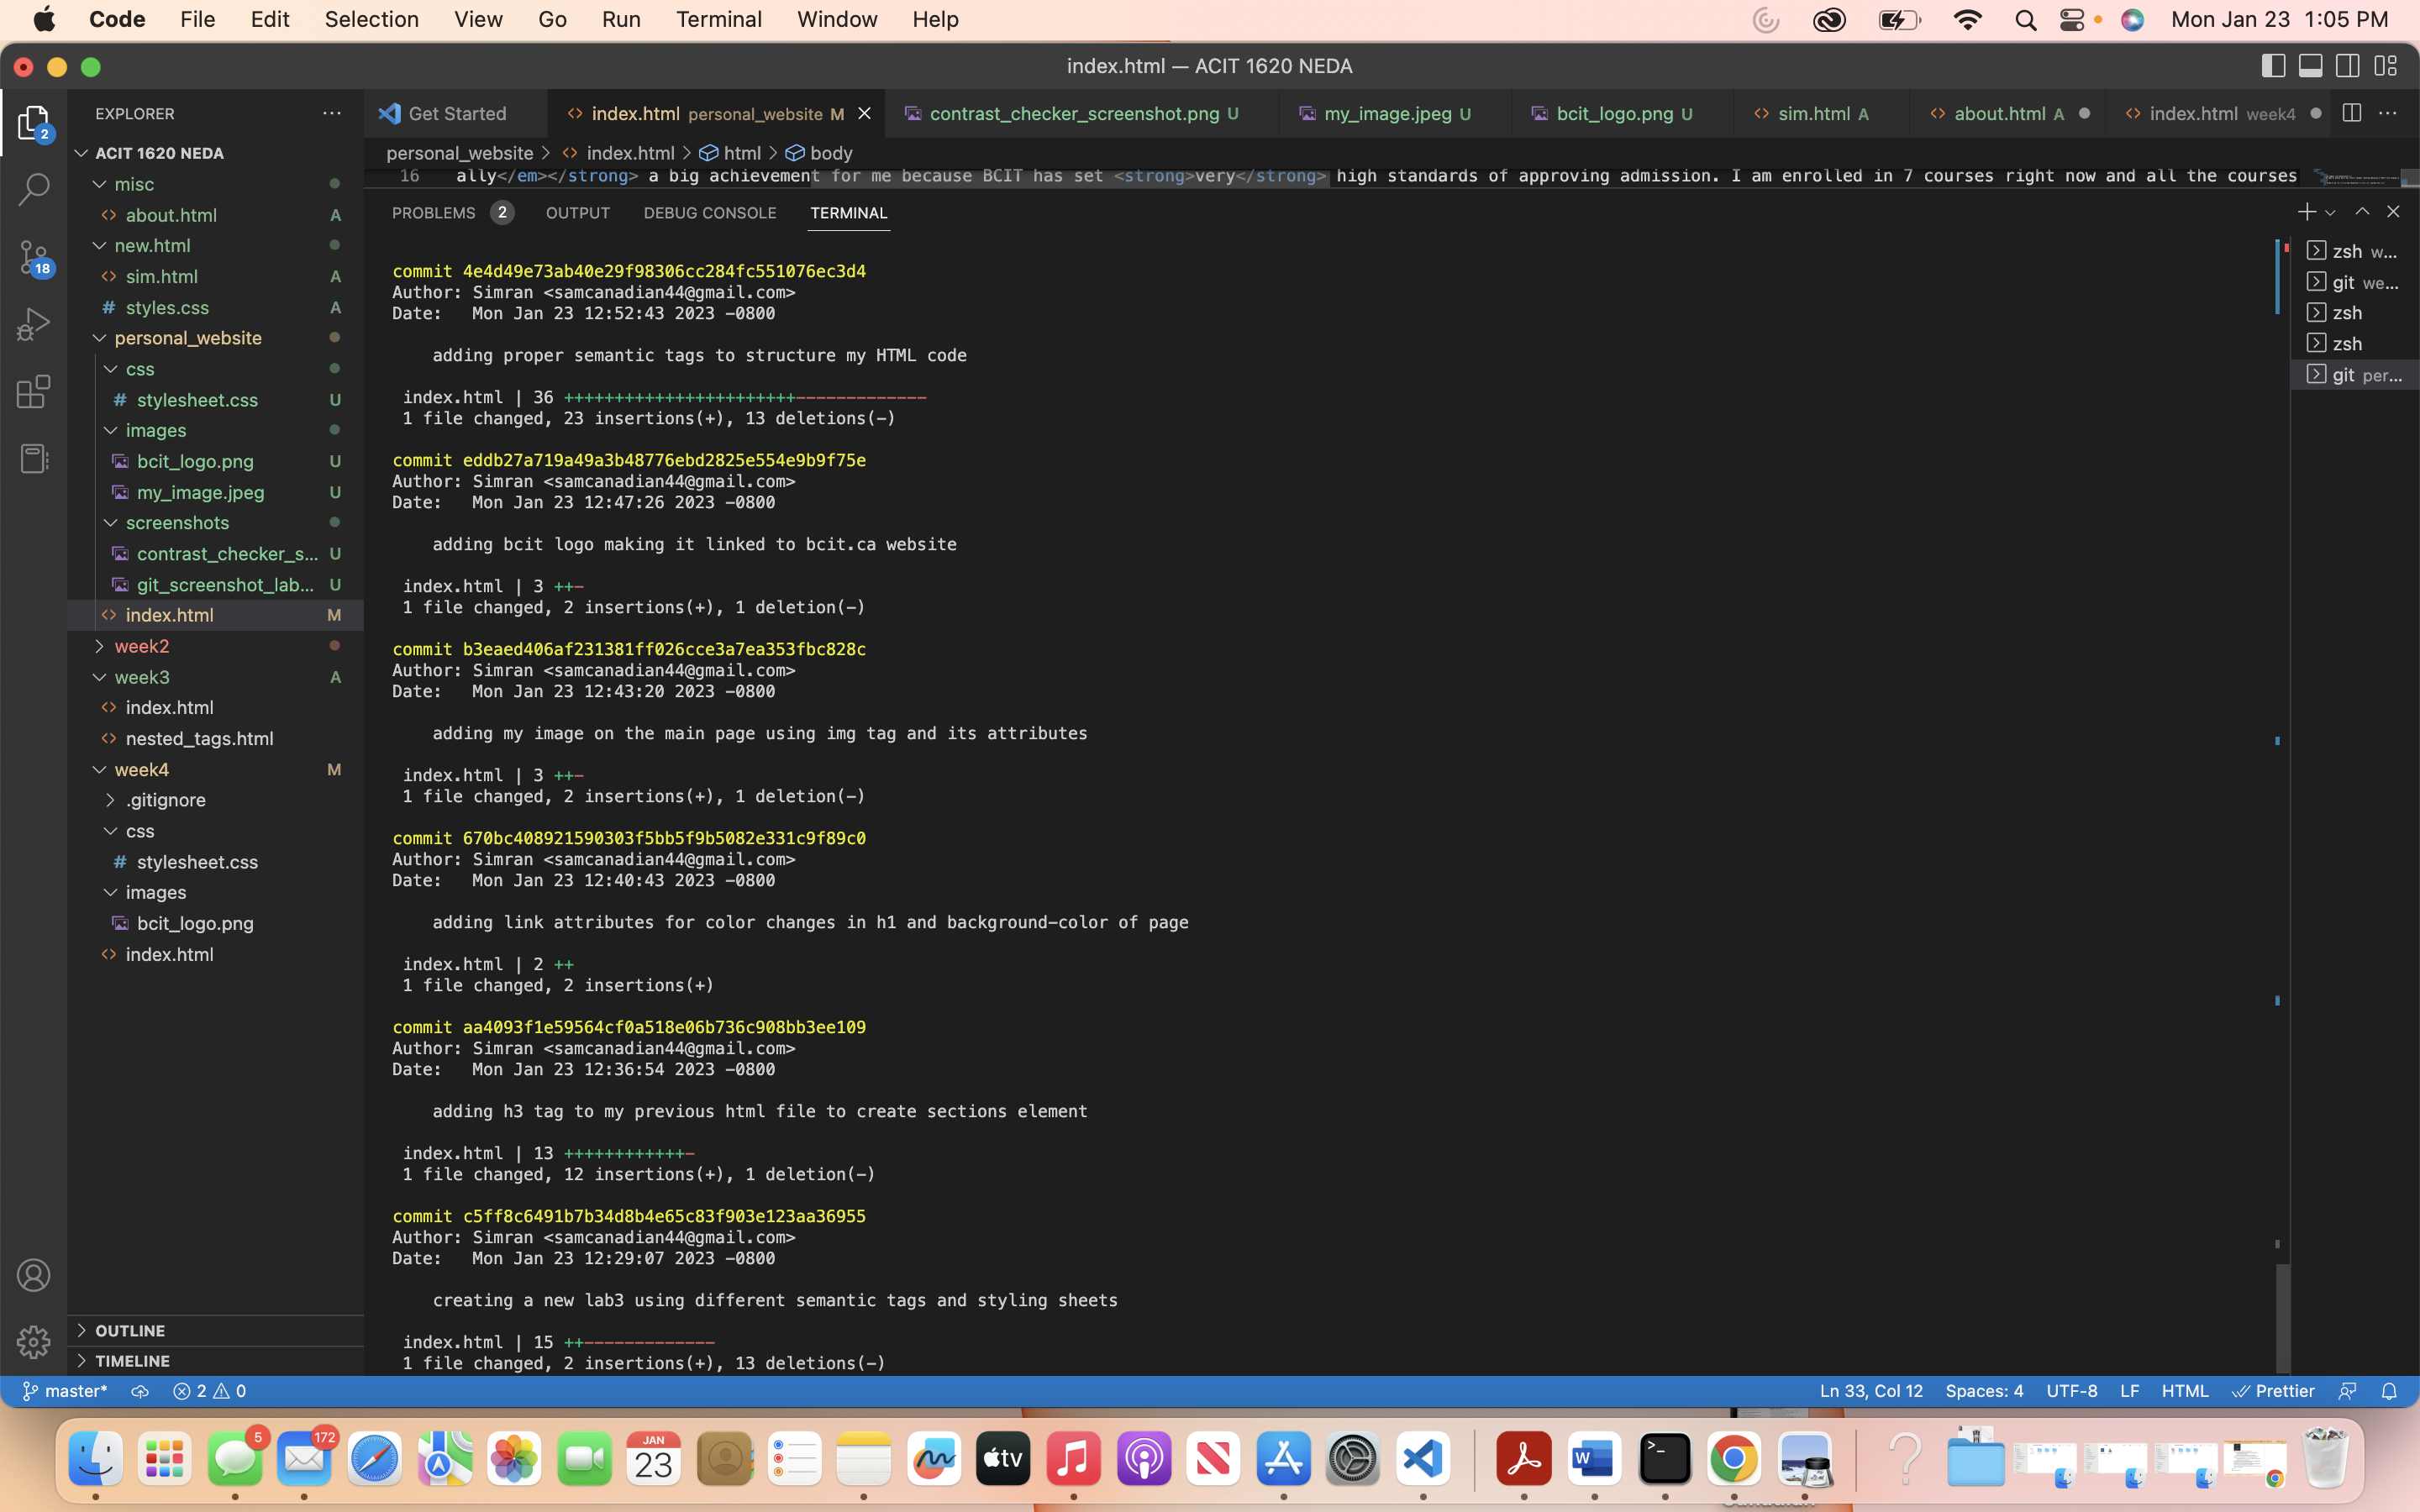 Code File Edit Selection View Go Run Terminal Window Help Mon Jan 23 1:05 PM
index.html — ACIT 1620 NEDA
EXPLORER
2
18
ACIT 1620 NEDA
misc
about.html A
new.html
sim.html A
styles.css A
personal_website
css
stylesheet.css U
images
bcit_logo.png U
my_image.jpeg U
screenshots
contrast_checker_s... U
git_screenshot_lab... U
index.html M
week2
week3 A
index.html
nested_tags.html
week4 M
.gitignore
css
stylesheet.css
images
bcit_logo.png
index.html
OUTLINE
TIMELINE
Get Started index.html personal_website M contrast_checker_screenshot.png U my_image.jpeg U bcit_logo.png U sim.html A about.html A index.html week4
personal_website > index.html > html > body
16 ally</em></strong> a big achievement for me because BCIT has set <strong>very</strong> high standards of approving admission. I am enrolled in 7 courses right now and all the courses
PROBLEMS 2 OUTPUT DEBUG CONSOLE TERMINAL
commit 4e4d49e73ab40e29f98306cc284fc551076ec3d4
Author: Simran <samcanadian44@gmail.com>
Date: Mon Jan 23 12:52:43 2023 -0800
adding proper semantic tags to structure my HTML code
index.html | 36 +++++++++++++++++++++++-------------
1 file changed, 23 insertions(+), 13 deletions(-)
commit eddb27a719a49a3b48776ebd2825e554e9b9f75e
Author: Simran <samcanadian44@gmail.com>
Date: Mon Jan 23 12:47:26 2023 -0800
adding bcit logo making it linked to bcit.ca website
index.html | 3 ++-
1 file changed, 2 insertions(+), 1 deletion(-)
commit b3eaed406af231381ff026cce3a7ea353fbc828c
Author: Simran <samcanadian44@gmail.com>
Date: Mon Jan 23 12:43:20 2023 -0800
adding my image on the main page using img tag and its attributes
index.html | 3 ++-
1 file changed, 2 insertions(+), 1 deletion(-)
commit 670bc408921590303f5bb5f9b5082e331c9f89c0
Author: Simran <samcanadian44@gmail.com>
Date: Mon Jan 23 12:40:43 2023 -0800
adding link attributes for color changes in h1 and background-color of page
index.html | 2 ++
1 file changed, 2 insertions(+)
commit aa4093f1e59564cf0a518e06b736c908bb3ee109
Author: Simran <samcanadian44@gmail.com>
Date: Mon Jan 23 12:36:54 2023 -0800
adding h3 tag to my previous html file to create sections element
index.html | 13 ++++++++++++-
1 file changed, 12 insertions(+), 1 deletion(-)
commit c5ff8c6491b7b34d8b4e65c83f903e123aa36955
Author: Simran <samcanadian44@gmail.com>
Date: Mon Jan 23 12:29:07 2023 -0800
creating a new lab3 using different semantic tags and styling sheets
index.html | 15 ++-------------
1 file changed, 2 insertions(+), 13 deletions(-)
zsh w...
git we...
zsh
zsh
git per...
master* 2 0 Ln 33, Col 12 Spaces: 4 UTF-8 LF HTML Prettier
5 172 JAN 23 tv